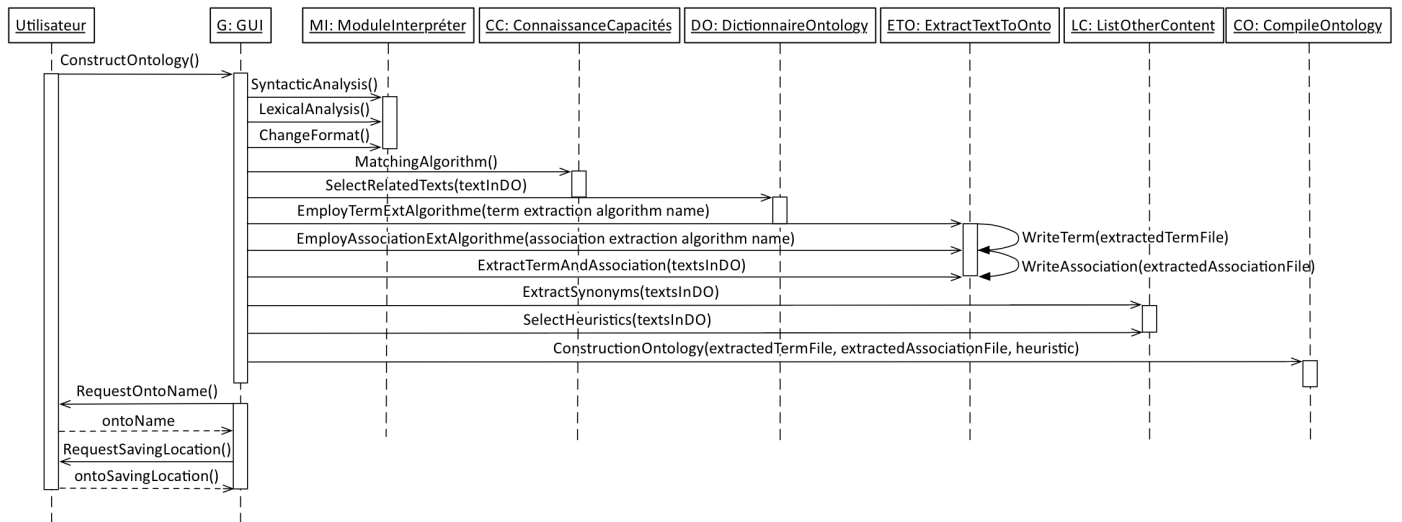 Utilisateur
G: GUI
MI: ModuleInterpréter
CC: ConnaissanceCapacités
DO: DictionnaireOntology
ETO: ExtractTextToOnto
LC: ListOtherContent
CO: CompileOntology
ConstructOntology()
SyntacticAnalysis()
LexicalAnalysis()
ChangeFormat()
MatchingAlgorithm()
SelectRelatedTexts(textInDO)
EmployTermExtAlgorithme(term extraction algorithm name)
EmployAssociationExtAlgorithme(association extraction algorithm name)
WriteTerm(extractedTermFile)
ExtractTermAndAssociation(textsInDO)
WriteAssociation(extractedAssociationFile)
ExtractSynonyms(textsInDO)
SelectHeuristics(textsInDO)
ConstructionOntology(extractedTermFile, extractedAssociationFile, heuristic)
RequestOntoName()
ontoName
RequestSavingLocation()
ontoSavingLocation()